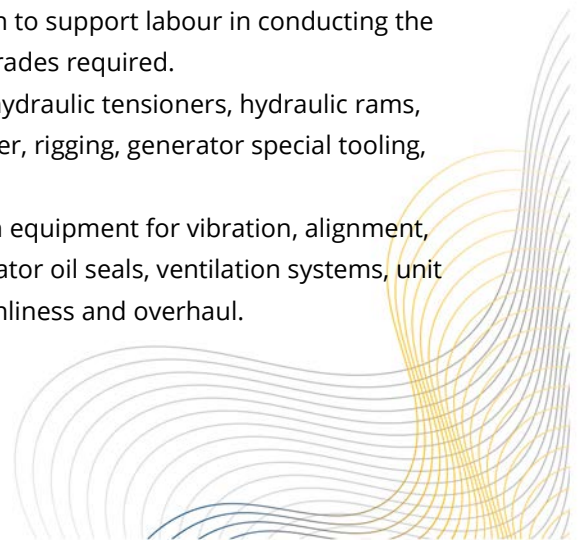 n to support labour in conducting the
rades required.
ydraulic tensioners, hydraulic rams,
er, rigging, generator special tooling,
n equipment for vibration, alignment,
ator oil seals, ventilation systems, unit
nliness and overhaul.